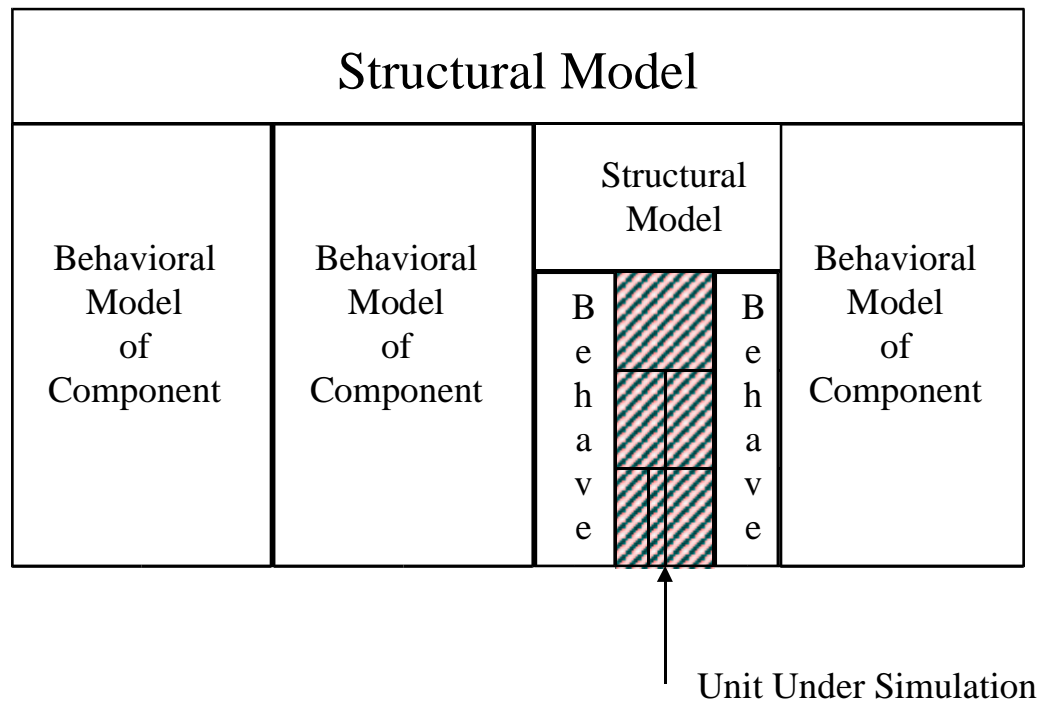 Structural Model
Behavioral
Model
of
Component
Behavioral
Model
of
Component
Structural
Model
B
e
h
a
v
e
B
e
h
a
v
e
Behavioral
Model
of
Component
Unit Under Simulation